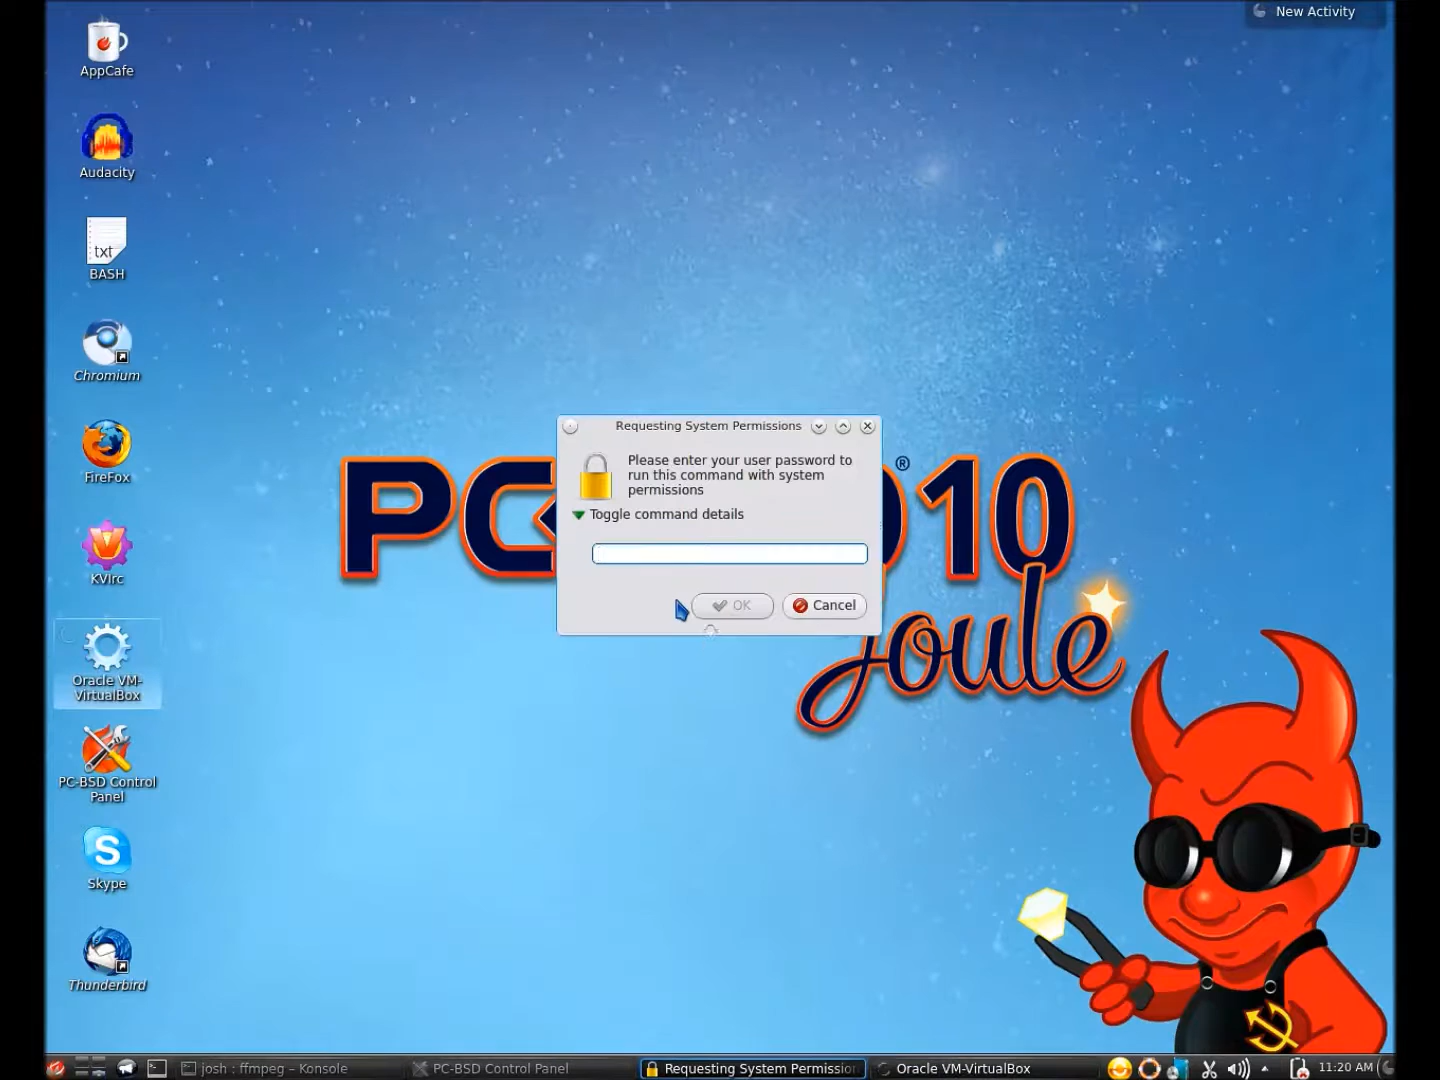 New Activity
AppCafe
Audacity
txt
BASH
Chromium
FireFox
KVIrc
Oracle VM-
VirtualBox
PC-BSD Control
Panel
Skype
Thunderbird
Requesting System Permissions
Please enter your user password to
run this command with system
permissions
Toggle command details
OK
Cancel
PC
® 10
Joule
josh : ffmpeg – Konsole
PC-BSD Control Panel
Requesting System Permission
Oracle VM-VirtualBox
11:20 AM